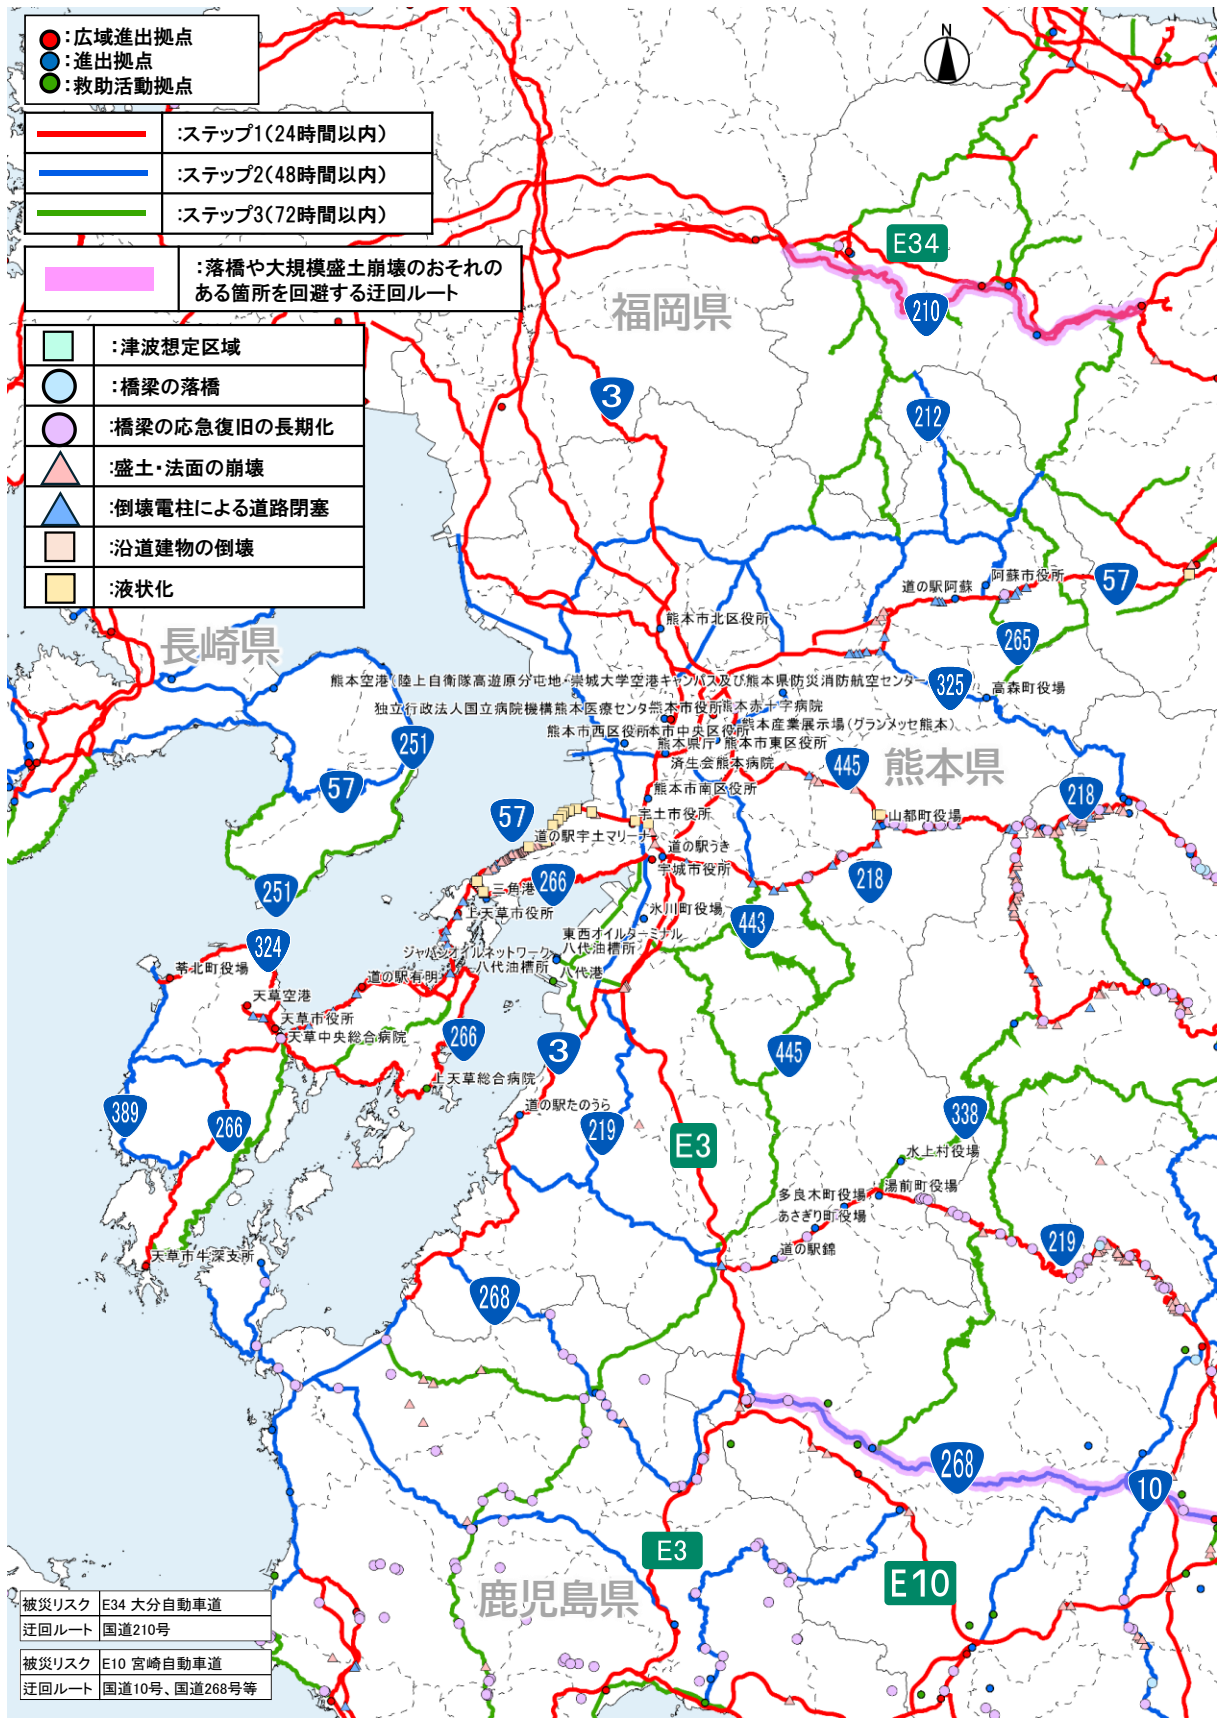 ●:広域進出拠点
●:進出拠点
●:救助活動拠点
N
:ステップ1(24時間以内)
:ステップ2(48時間以内)
:ステップ3(72時間以内)
:落橋や大規模盛土崩壊のおそれの
ある箇所を回避する迂回ルート
:津波想定区域
:橋梁の落橋
:橋梁の応急復旧の長期化
:盛土・法面の崩壊
:倒壊電柱による道路閉塞
:沿道建物の倒壊
:液状化
E34
210
福岡県
3
212
道の駅阿蘇
阿蘇市役所
57
熊本市北区役所
長崎県
265
熊本空港(陸上自衛隊高遊原分屯地・崇城大学空港キャンパス及び熊本県防災消防航空センター
325
高森町役場
独立行政法人国立病院機構熊本医療センター
熊本市役所
熊本赤十字病院
熊本市西区役所
熊本市中央区役所
熊本産業展示場(グランメッセ熊本)
熊本県庁
熊本市東区役所
251
済生会熊本病院
445
熊本県
57
熊本市南区役所
218
57
宇土市役所
山都町役場
道の駅宇土マリーナ
道の駅うき
宇城市役所
266
218
251
三角港
上天草市役所
氷川町役場
443
324
東西オイルターミナル
八代油槽所
ジャパンオイルネットワーク
八代油槽所
苓北町役場
道の駅有明
八代港
天草空港
天草市役所
天草中央総合病院
266
3
445
上天草総合病院
389
266
道の駅たのうら
219
338
E3
水上村役場
湯前町役場
多良木町役場
あさぎり町役場
道の駅錦
219
天草市牛深支所
268
268
10
E3
E10
鹿児島県
被災リスク E34 大分自動車道
迂回ルート 国道210号
被災リスク E10 宮崎自動車道
迂回ルート 国道10号、国道268号等